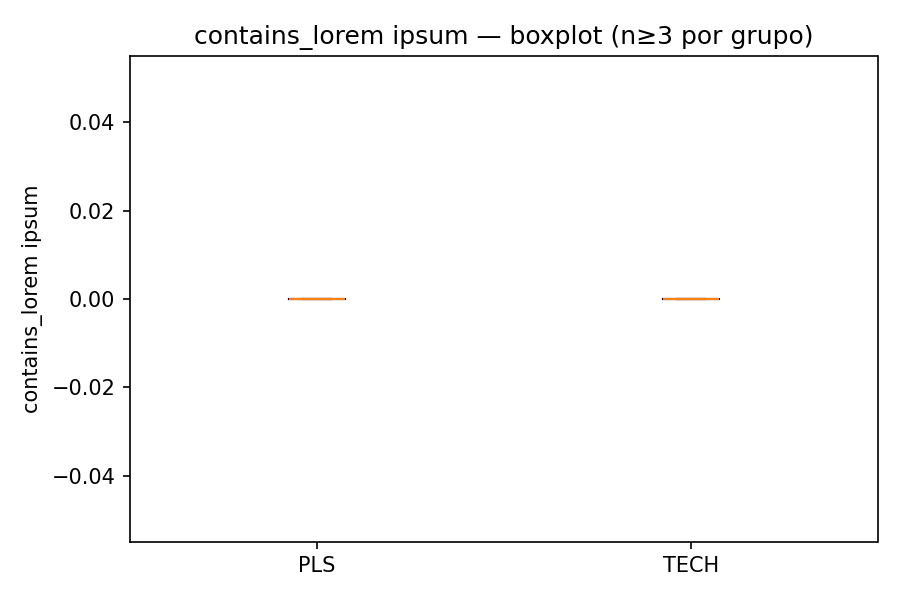 contains_lorem ipsum — boxplot (n≥3 por grupo)
contains_lorem ipsum
0.04
0.02
0.00
−0.02
−0.04
PLS
TECH